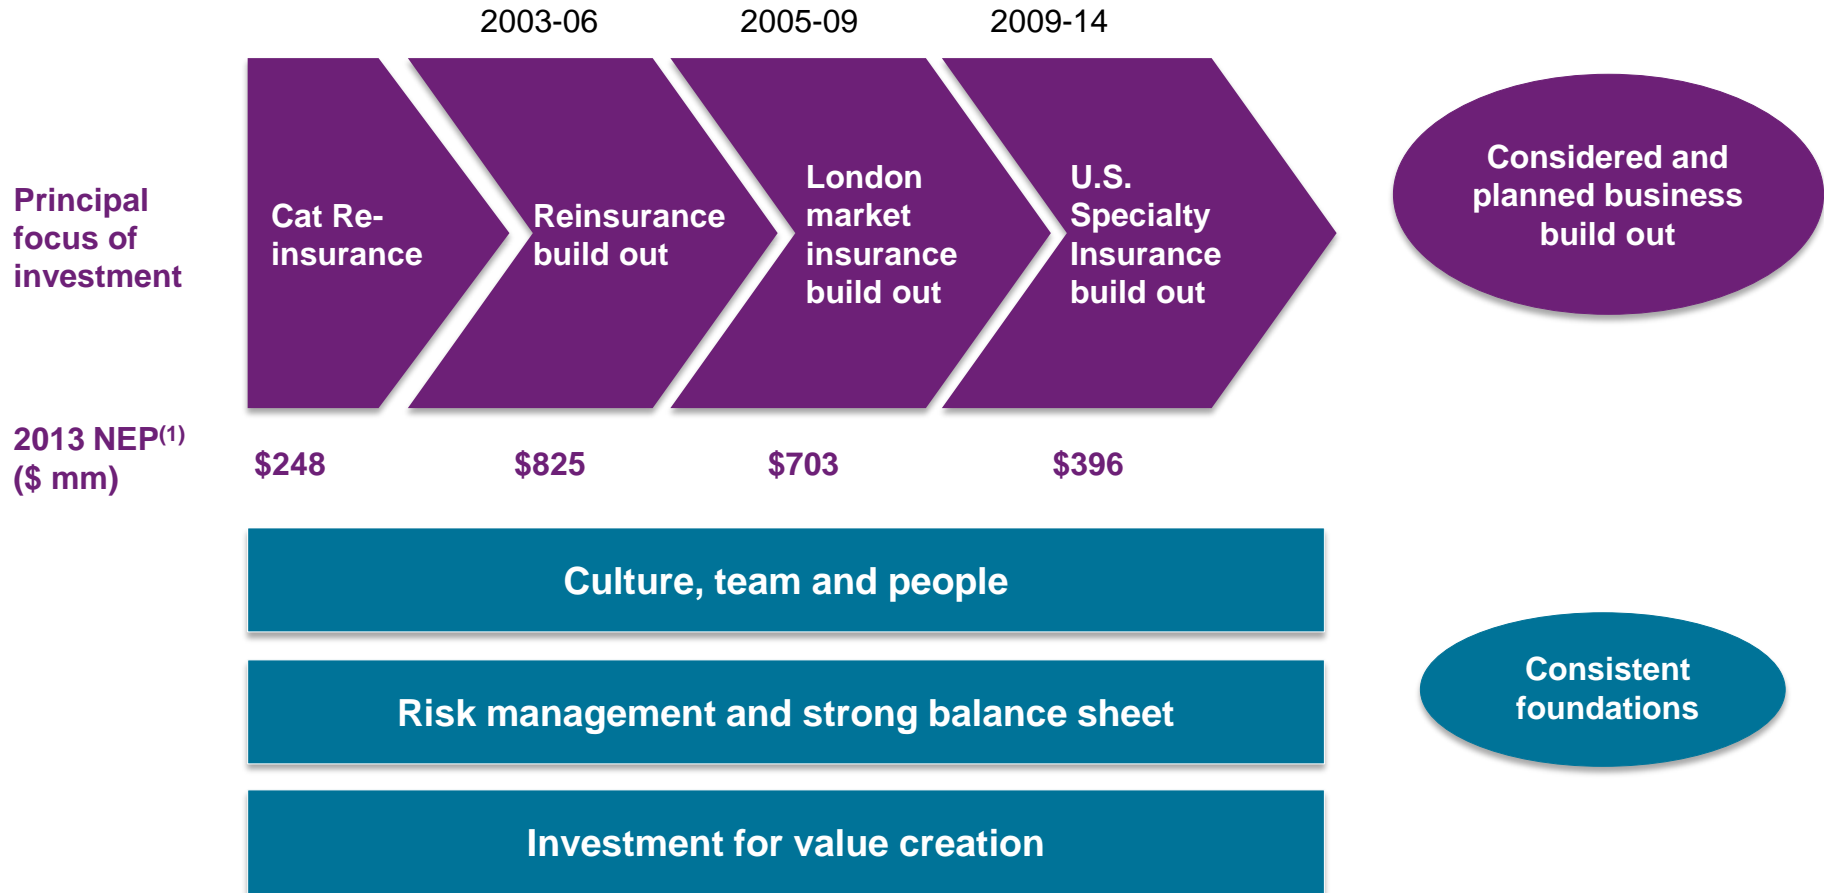 2003-06
2005-09
2009-14
Principal
focus of
investment
Cat Re-
insurance
Reinsurance
build out
London
market
insurance
build out
U.S.
Specialty
Insurance
build out
Considered and
planned business
build out
2013 NEP(1)
($ mm)
$248
$825
$703
$396
Culture, team and people
Risk management and strong balance sheet
Investment for value creation
Consistent
foundations